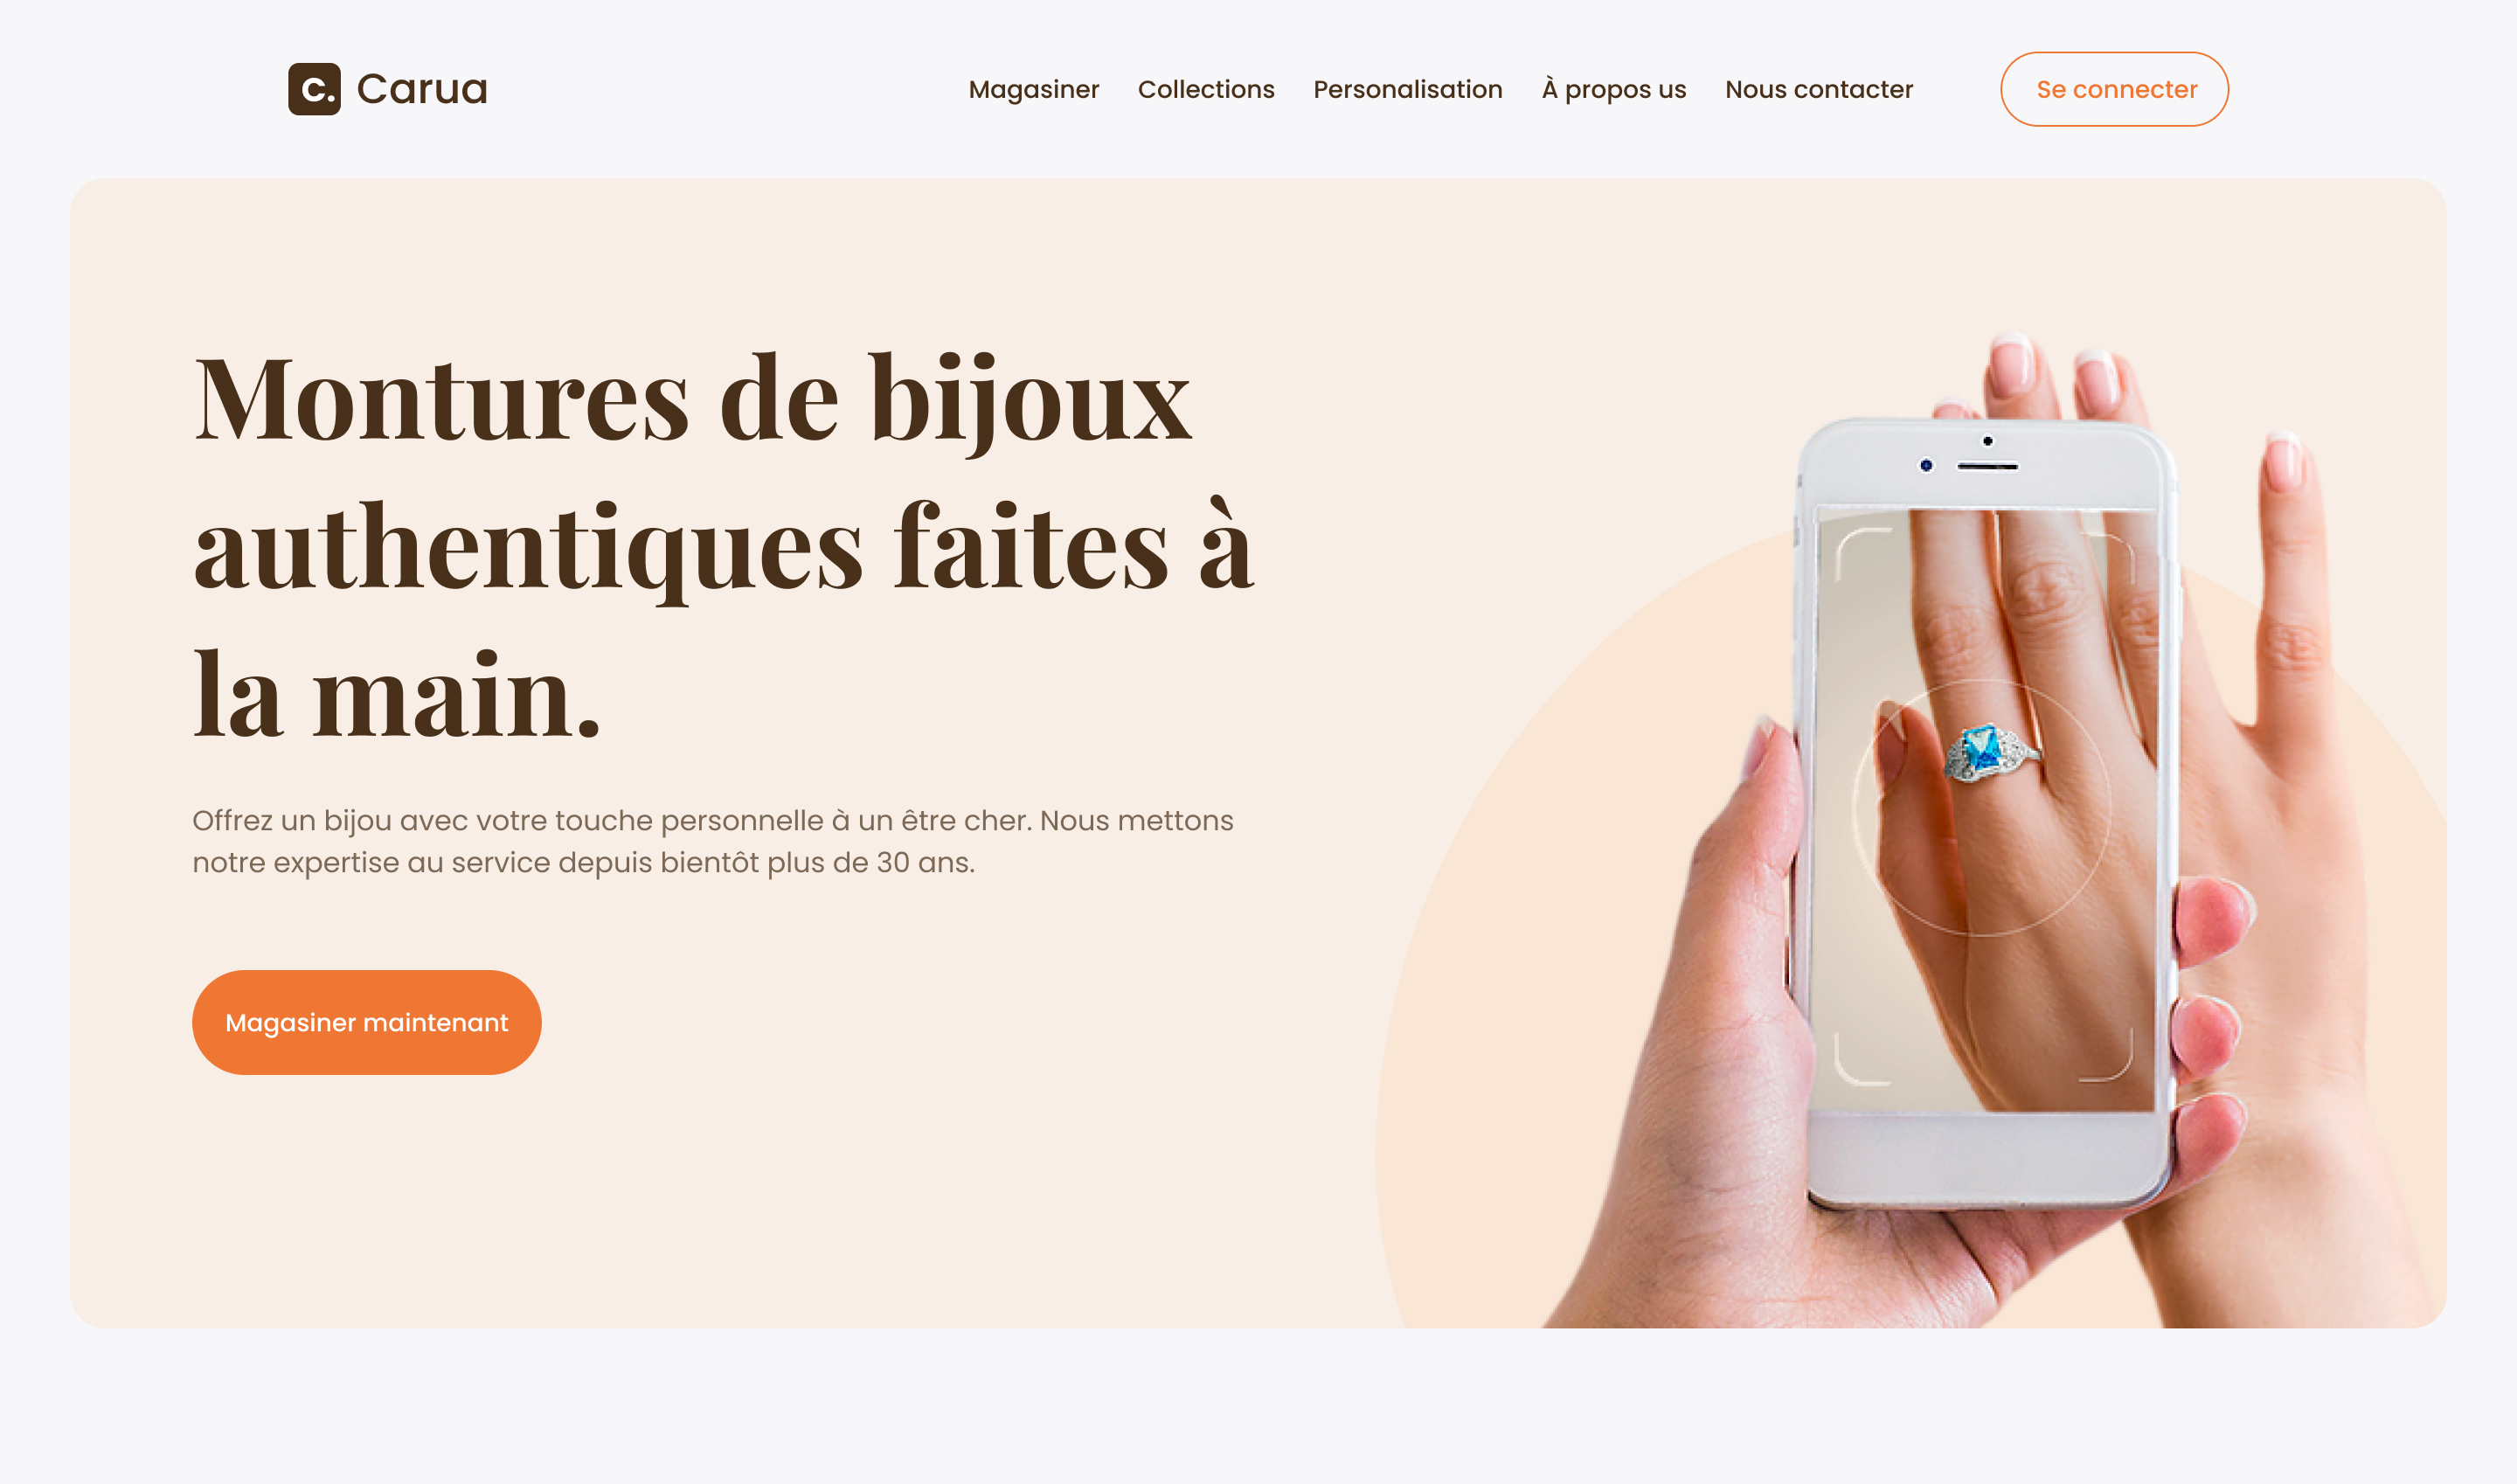 c. Carua
Magasiner Collections Personalisation À propos us Nous contacter Se connecter
Montures de bijoux
authentiques faites à
la main.
Offrez un bijou avec votre touche personnelle à un être cher. Nous mettons
notre expertise au service depuis bientôt plus de 30 ans.
Magasiner maintenant